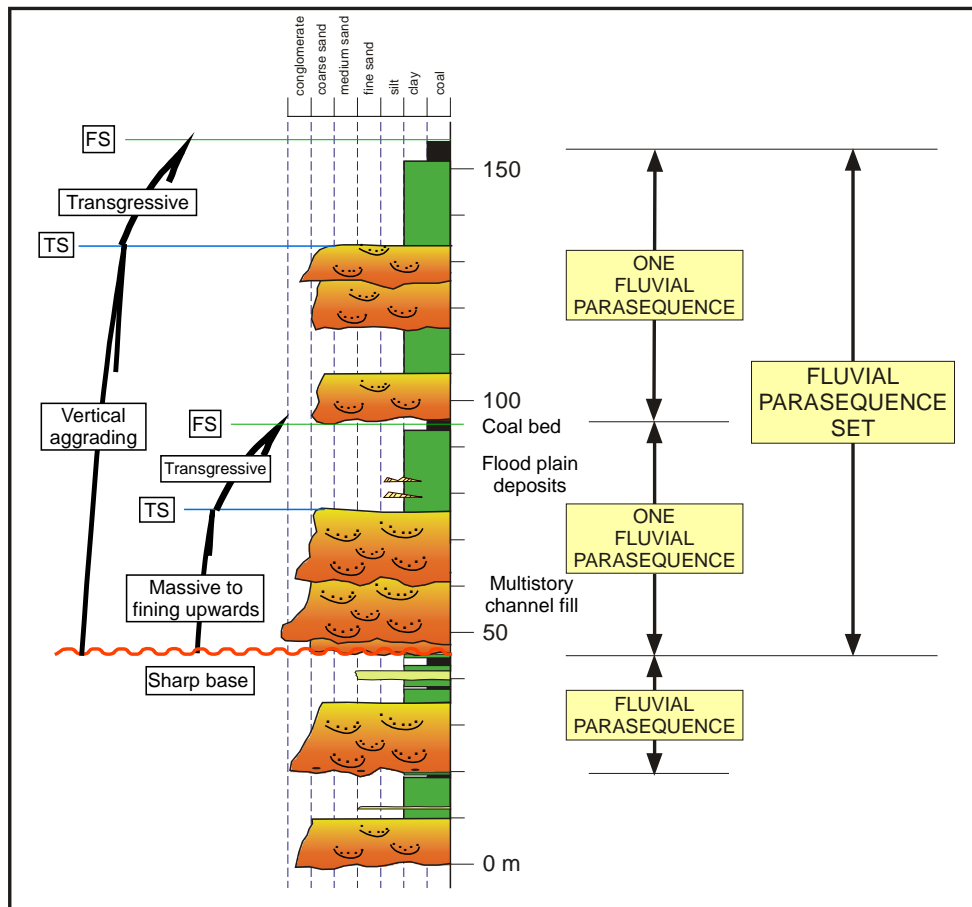 conglomerate
coarse sand
medium sand
fine sand
silt
clay
coal
FS
150
Transgressive
TS
ONE
FLUVIAL
PARASEQUENCE
FLUVIAL
PARASEQUENCE
SET
Vertical
aggrading
100
FS
Coal bed
Transgressive
Flood plain
deposits
TS
ONE
FLUVIAL
PARASEQUENCE
Massive to
fining upwards
Multistory
channel fill
50
Sharp base
FLUVIAL
PARASEQUENCE
0 m